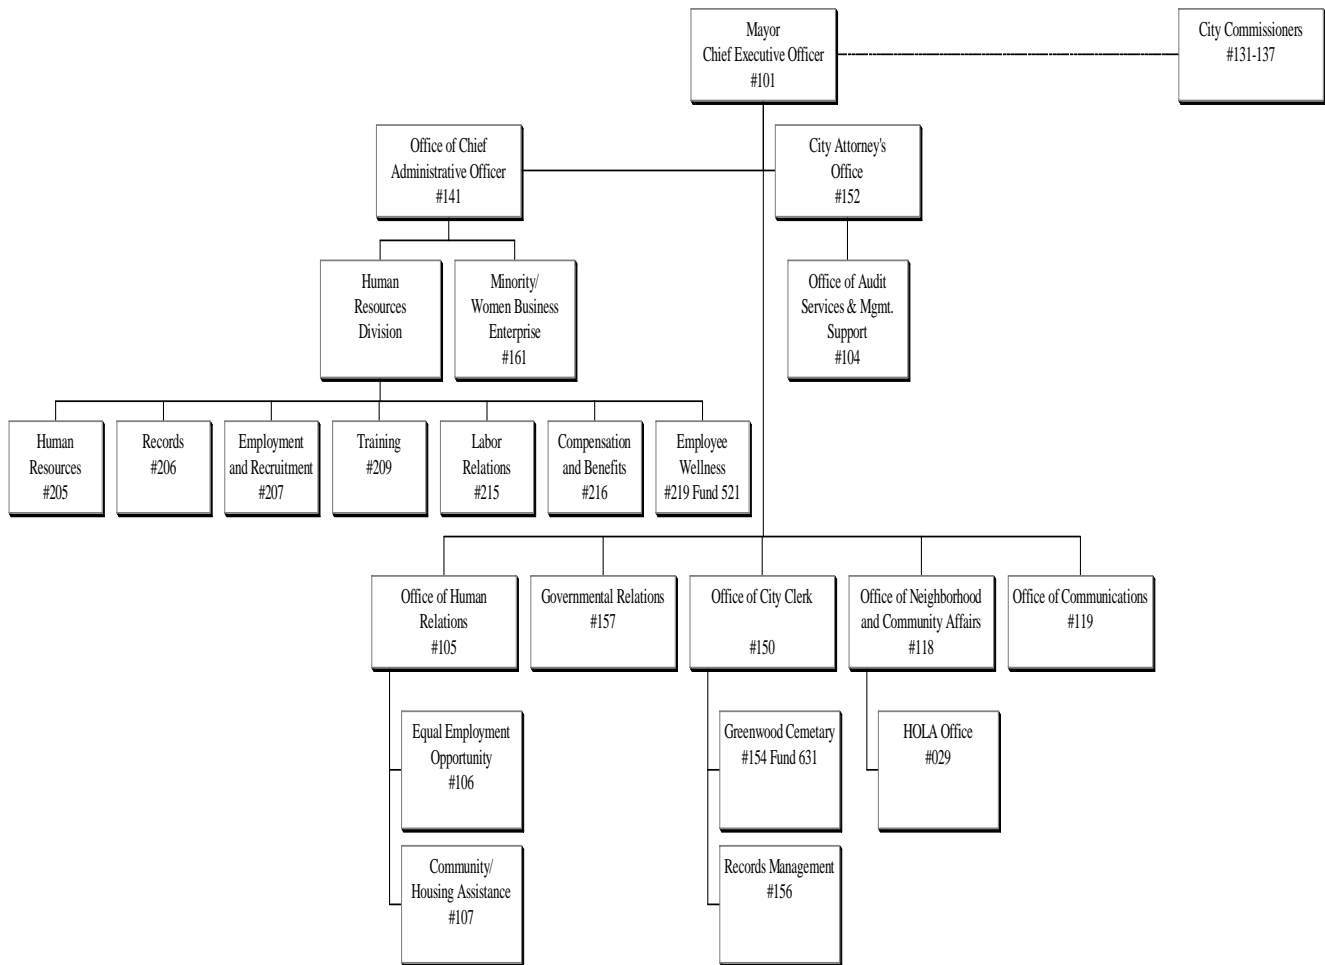 Mayor
Chief Executive Officer
#101
City Commissioners
#131-137
Office of Chief
Administrative Officer
#141
City Attorney's
Office
#152
Human
Resources
Division
Minority/
Women Business
Enterprise
#161
Office of Audit
Services & Mgmt.
Support
#104
Human
Resources
#205
Records
#206
Employment
and Recruitment
#207
Training
#209
Labor
Relations
#215
Compensation
and Benefits
#216
Employee
Wellness
#219 Fund 521
Office of Human
Relations
#105
Governmental Relations
#157
Office of City Clerk
#150
Office of Neighborhood
and Community Affairs
#118
Office of Communications
#119
Equal Employment
Opportunity
#106
Greenwood Cemetary
#154 Fund 631
HOLA Office
#029
Community/
Housing Assistance
#107
Records Management
#156